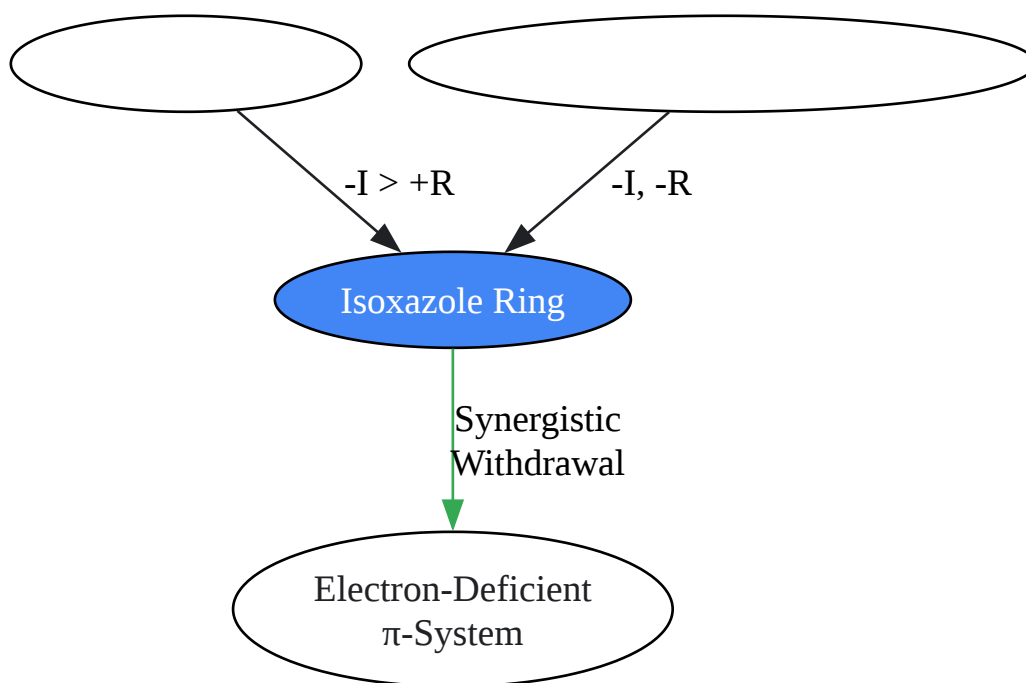 -I > +R
-I, -R
Isoxazole Ring
Synergistic
Withdrawal
Electron-Deficient
π-System